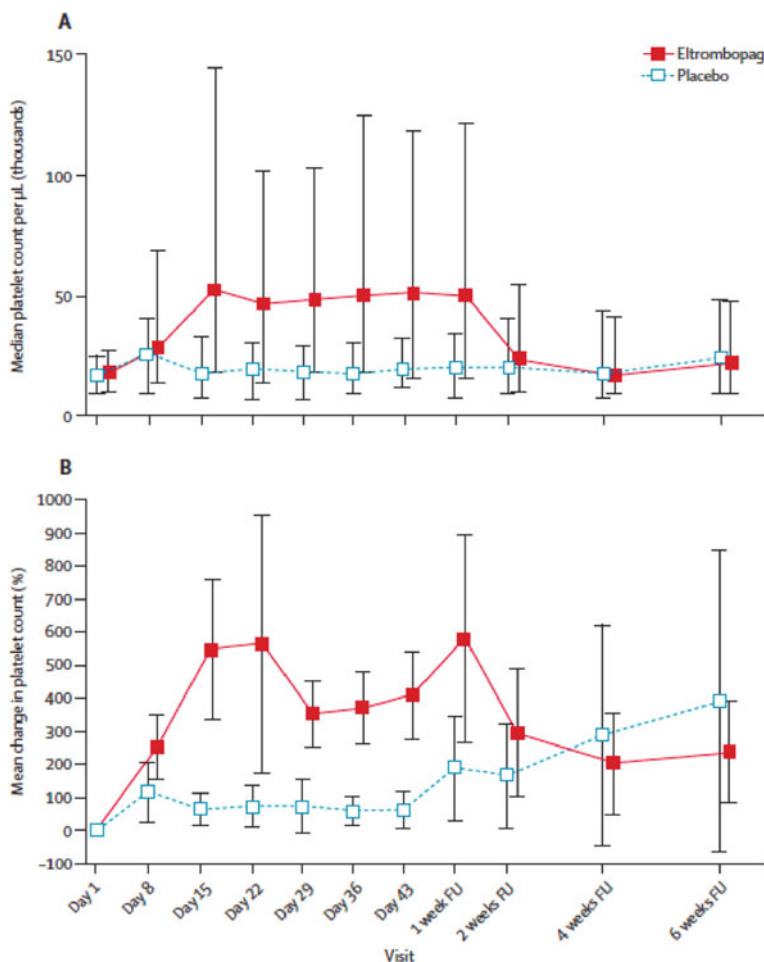 A
Eltrombopag
Placebo
Median platelet count per µL (thousands)
150
100
50
0
B
Mean change in platelet count (%)
1000
900
800
700
600
500
400
300
200
100
0
−100
Day 1
Day 8
Day 15
Day 22
Day 29
Day 36
Day 43
1 week FU
2 weeks FU
4 weeks FU
6 weeks FU
Visit